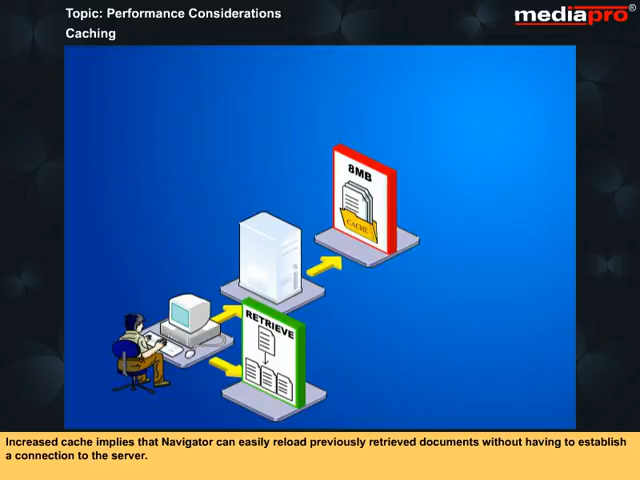 Topic: Performance Considerations
mediapro®
Caching
8MB
CACHE
RETRIEVE
Increased cache implies that Navigator can easily reload previously retrieved documents without having to establish
a connection to the server.